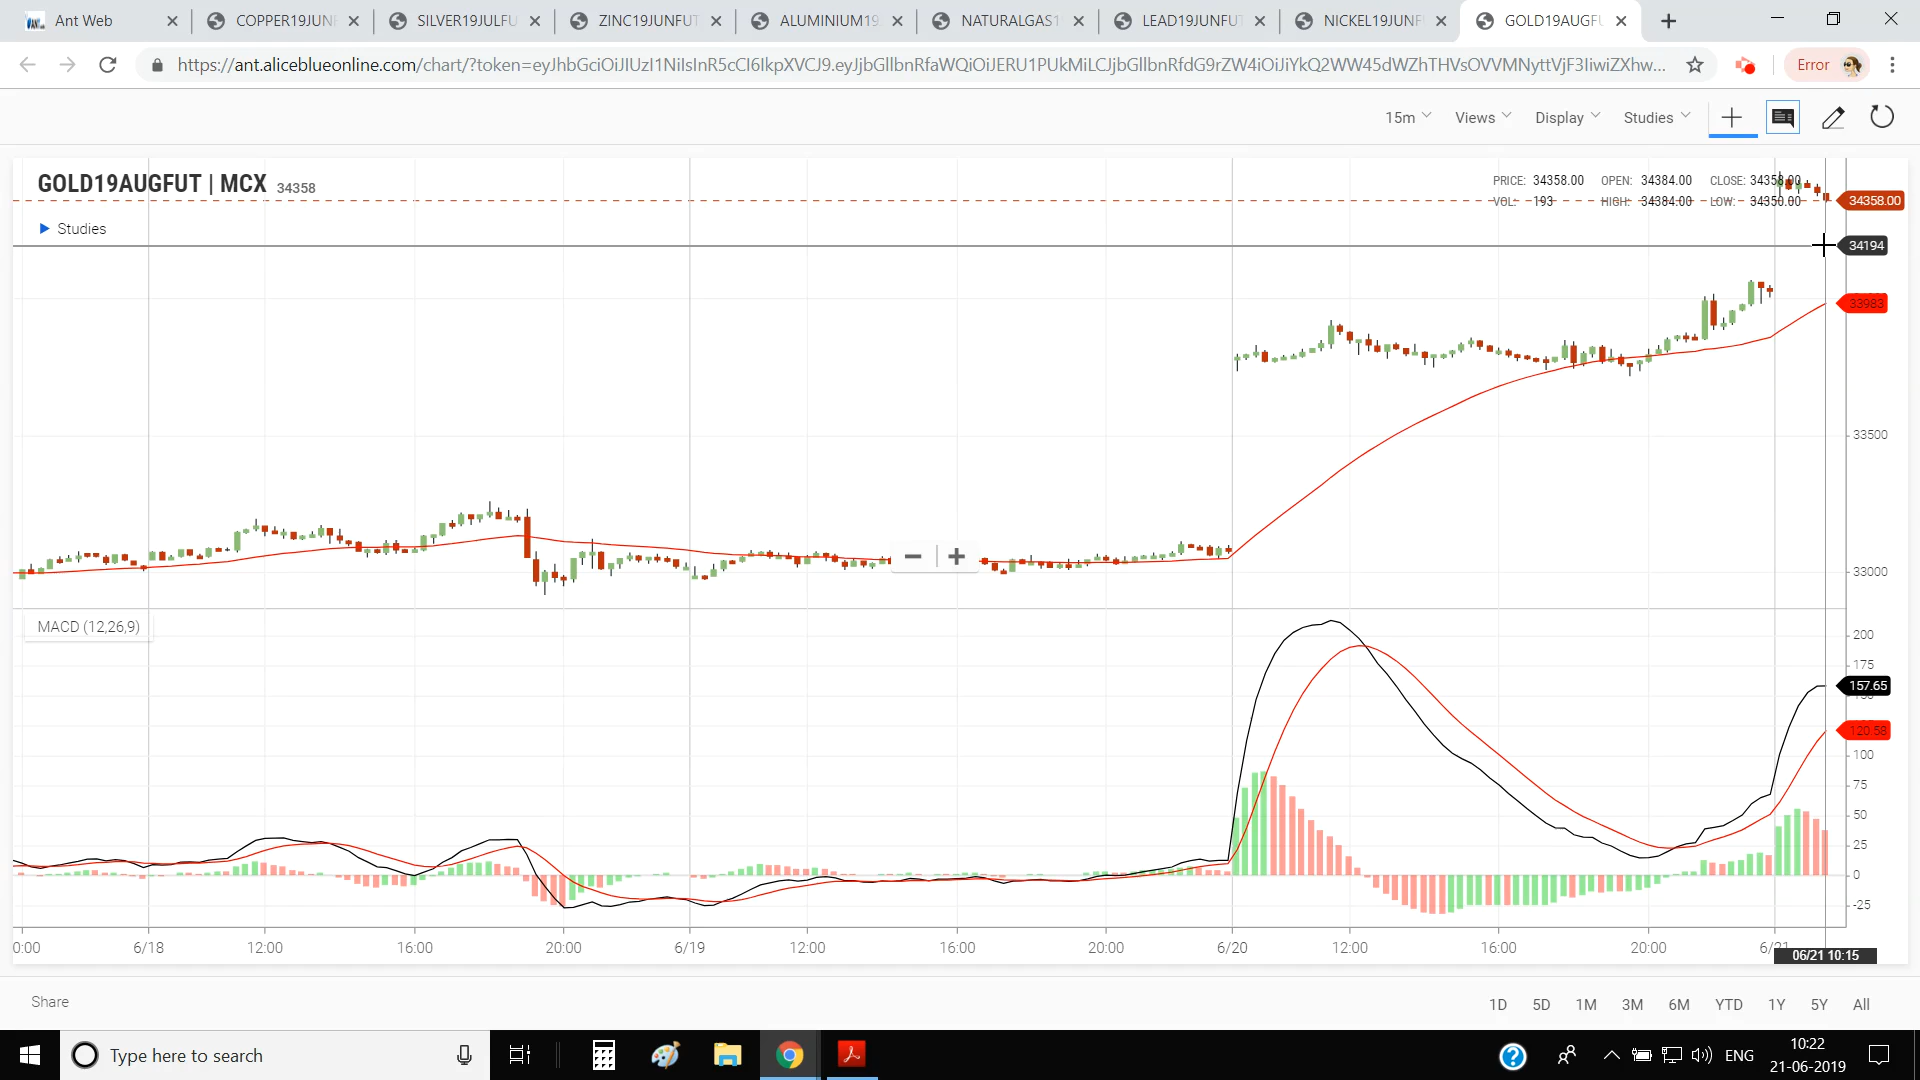 Ant Web
COPPER19JUNF
SILVER19JULFU
ZINC19JUNFUT
ALUMINIUM19
NATURALGAS1
LEAD19JUNFUT
NICKEL19JUNF
GOLD19AUGFU
https://ant.aliceblueonline.com/chart/?token=
Error
15m
Views
Display
Studies
GOLD19AUGFUT | MCX 34358
PRICE: 34358.00 OPEN: 34384.00 CLOSE: 34358.00
VOL: 193 HIGH: 34384.00 LOW: 34350.00
34358.00
Studies
34194
33983
33500
33000
MACD (12,26,9)
200
175
157.65
120.58
100
75
50
25
0
-25
0:00 6/18 12:00 16:00 20:00 6/19 12:00 16:00 20:00 6/20 12:00 16:00 20:00 6/21
06/21 10:15
Share
1D 5D 1M 3M 6M YTD 1Y 5Y All
Type here to search
ENG
10:22
21-06-2019